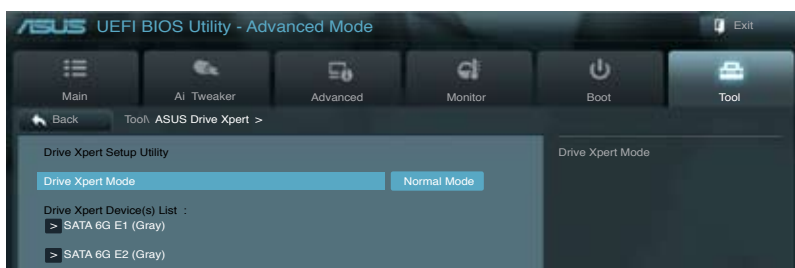 ASUS UEFI BIOS Utility - Advanced Mode
Exit
Main
Ai Tweaker
Advanced
Monitor
Boot
Tool
Back
Tool\ ASUS Drive Xpert >
Drive Xpert Setup Utility
Drive Xpert Mode
Drive Xpert Mode Normal Mode
Drive Xpert Device(s) List :
> SATA 6G E1 (Gray)
> SATA 6G E2 (Gray)